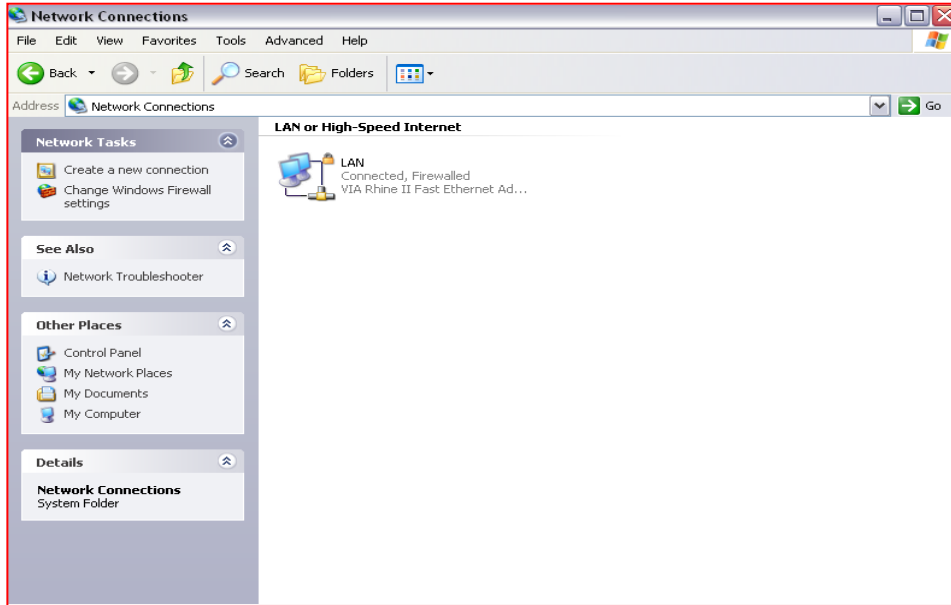 Network Connections
File Edit View Favorites Tools Advanced Help
Back Search Folders
Address Network Connections Go
Network Tasks
Create a new connection
Change Windows Firewall
settings
See Also
Network Troubleshooter
Other Places
Control Panel
My Network Places
My Documents
My Computer
Details
Network Connections
System Folder
LAN or High-Speed Internet
LAN
Connected, Firewalled
VIA Rhine II Fast Ethernet Ad...